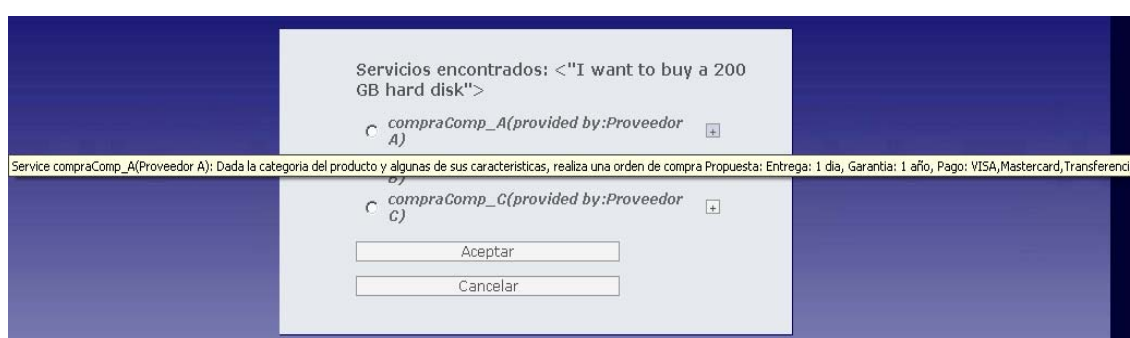 Servicios encontrados: <"I want to buy a 200
GB hard disk">
compraComp_A(provided by:Proveedor
A)
+
Service compraComp_A(Proveedor A): Dada la categoria del producto y algunas de sus caracteristicas, realiza una orden de compra Propuesta: Entrega: 1 dia, Garantia: 1 año, Pago: VISA,Mastercard,Transferenci
B)
compraComp_C(provided by:Proveedor
C)
+
Aceptar
Cancelar